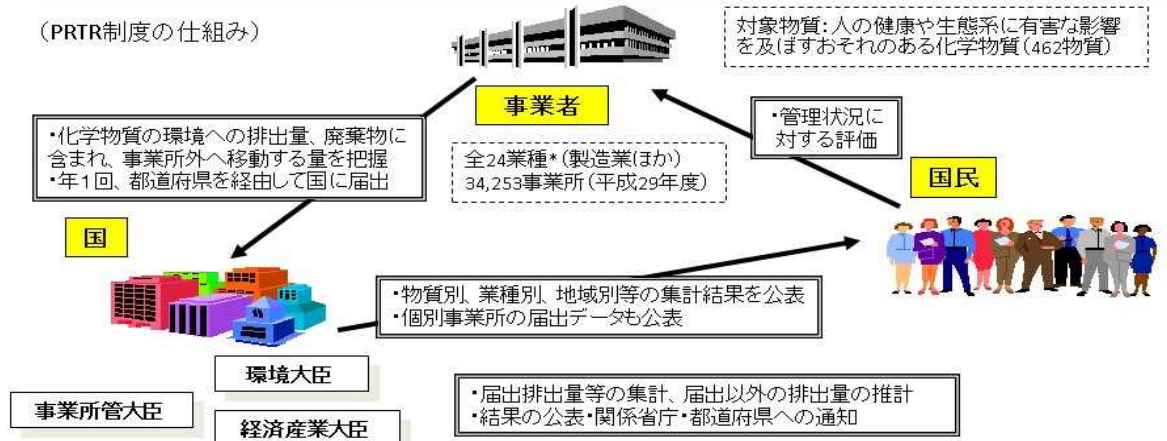 （PRTR制度の仕組み）
対象物質：人の健康や生態系に有害な影響
を及ぼすおそれのある化学物質（462物質）
事業者
・化学物質の環境への排出量、廃棄物に
含まれ、事業所外へ移動する量を把握
・年１回、都道府県を経由して国に届出
全24業種*（製造業ほか）
34,253事業所（平成29年度）
・管理状況に
対する評価
国民
国
・物質別、業種別、地域別等の集計結果を公表
・個別事業所の届出データも公表
環境大臣
事業所管大臣
経済産業大臣
・届出排出量等の集計、届出以外の排出量の推計
・結果の公表・関係省庁・都道府県への通知